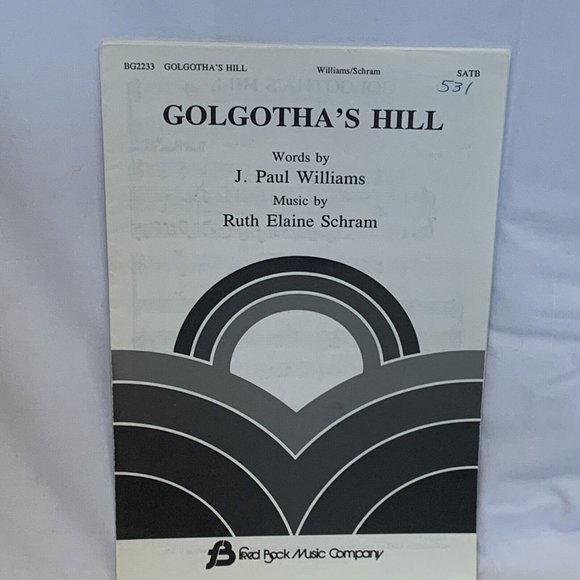 BG2233 GOLGOTHA'S HILL Williams/Schram SATB
531
GOLGOTHA'S HILL
Words by
J. Paul Williams
Music by
Ruth Elaine Schram
fb Fred Bock Music Company